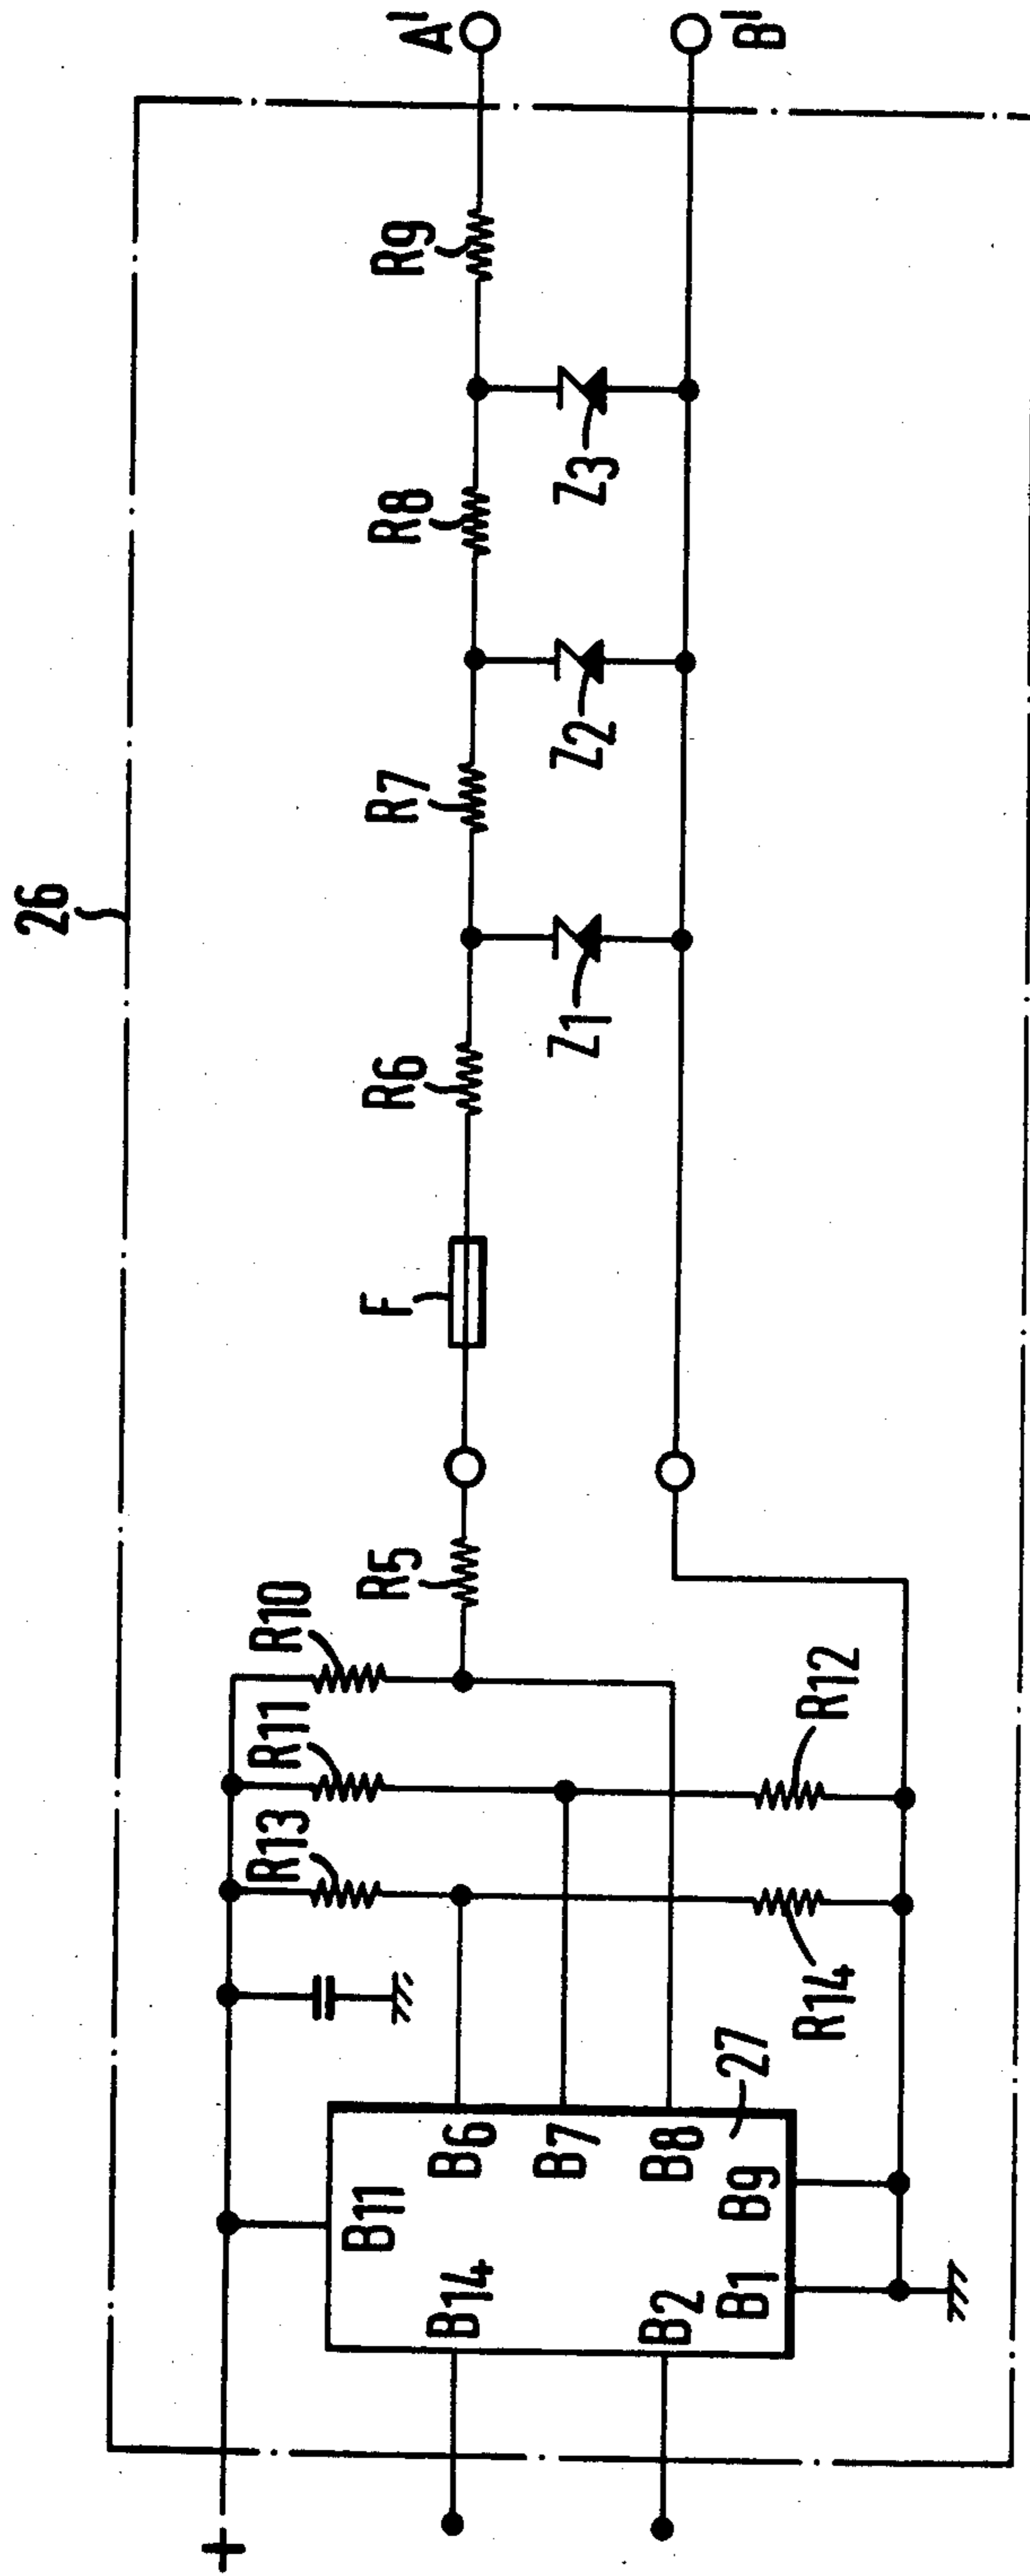 26
A'
B'
R9
R8
R7
R6
F
R5
R10
R11
R13
Z3
Z2
Z1
R12
R14
27
B11
B14
B6
B7
B8
B9
B1
B2
+